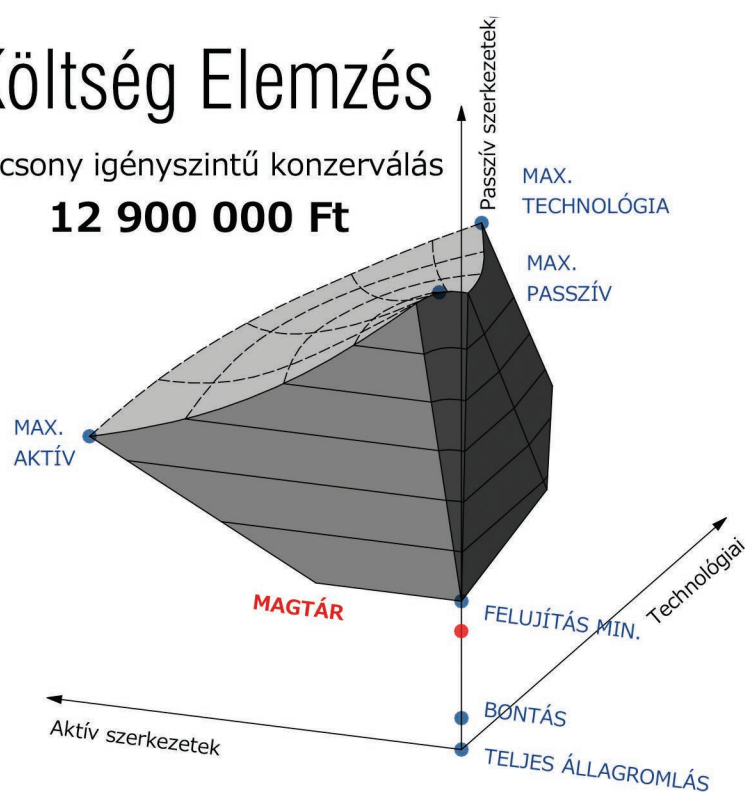 öltség Elemzés
csony igényszintű konzerválás
12 900 000 Ft
Passzív szerkezetek
MAX.
TECHNOLÓGIA
MAX.
PASSZÍV
MAX.
AKTÍV
MAGTÁR
FELUJÍTÁS MIN.
Technológiai
BONTÁS
Aktív szerkezetek
TELJES ÁLLAGROMLÁS